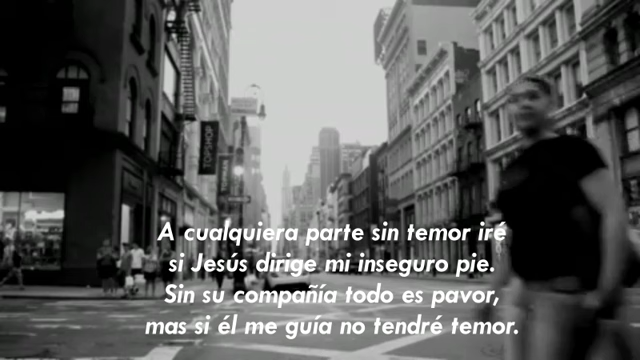 TOPSHOP
A cualquiera parte sin temor iré
si Jesús dirige mi inseguro pie.
Sin su compañía todo es pavor,
mas si él me guía no tendré temor.